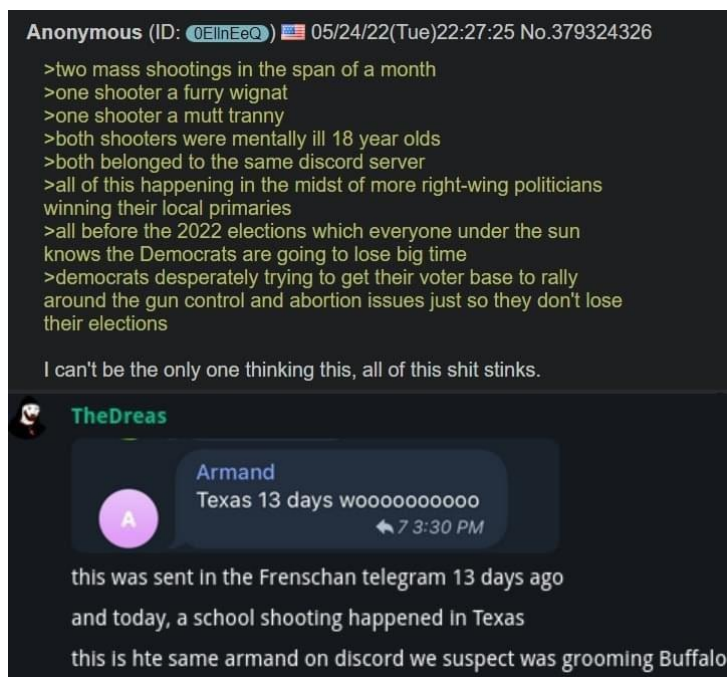 Anonymous (ID: 0EllnEeQ) 05/24/22(Tue)22:27:25 No.379324326
>two mass shootings in the span of a month
>one shooter a furry wignat
>one shooter a mutt tranny
>both shooters were mentally ill 18 year olds
>both belonged to the same discord server
>all of this happening in the midst of more right-wing politicians
winning their local primaries
>all before the 2022 elections which everyone under the sun
knows the Democrats are going to lose big time
>democrats desperately trying to get their voter base to rally
around the gun control and abortion issues just so they don't lose
their elections
I can't be the only one thinking this, all of this shit stinks.
TheDreas
Armand
A
Texas 13 days woooooooooo
7 3:30 PM
this was sent in the Frenschan telegram 13 days ago
and today, a school shooting happened in Texas
this is hte same armand on discord we suspect was grooming Buffalo